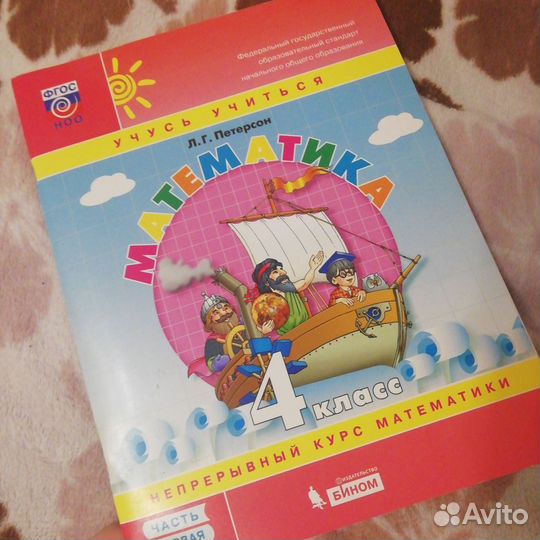 Федеральный государственный
образовательный стандарт
начального общего образования
ФГОС
НОО
УЧУСЬ УЧИТЬСЯ
Л.Г. Петерсон
МАТЕМАТИКА
4 класс
НЕПРЕРЫВНЫЙ КУРС МАТЕМАТИКИ
ИЗДАТЕЛЬСТВО
БИНОМ
ЧАСТЬ
Avito